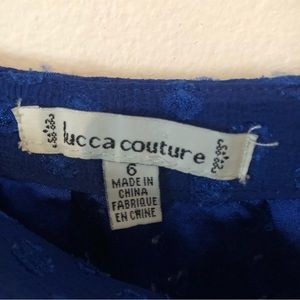 lucca couture
6
MADE IN
CHINA
FABRIQUE
EN CHINE